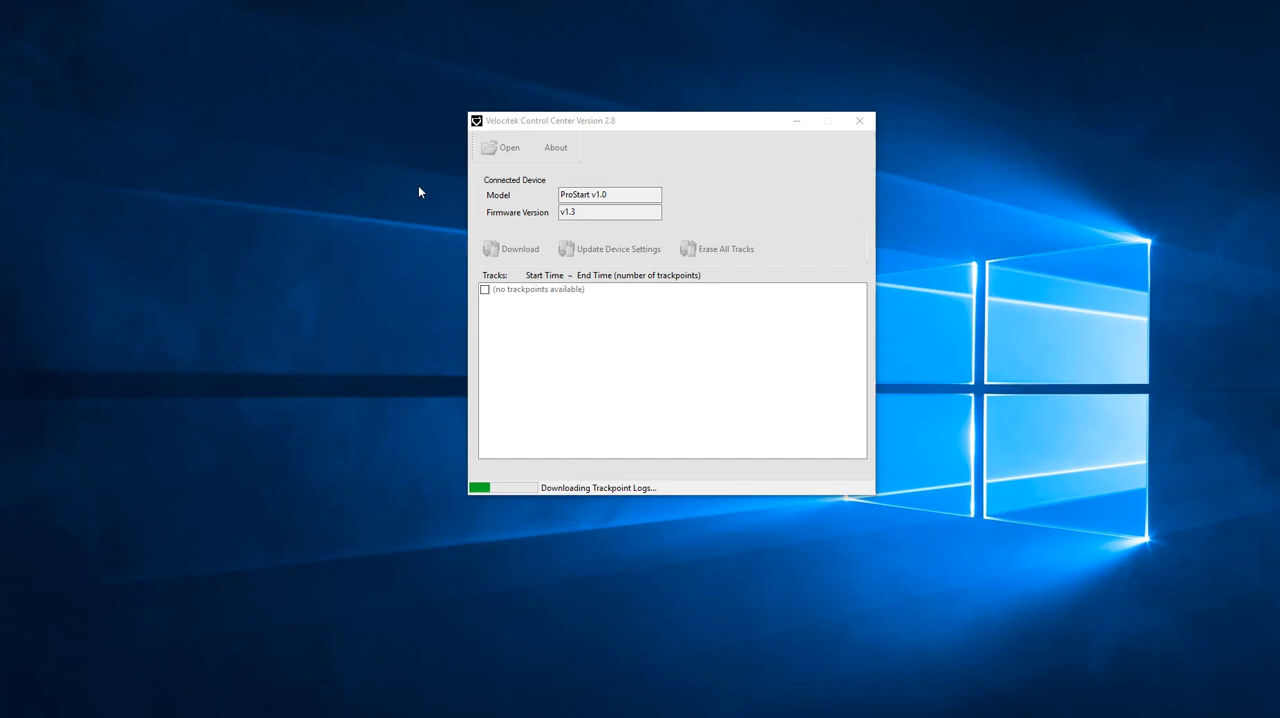 Velocitek Control Center Version 2.8
Open About
Connected Device
Model ProStart v1.0
Firmware Version v1.3
Download Update Device Settings Erase All Tracks
Tracks: Start Time ~ End Time (number of trackpoints)
(no trackpoints available)
Downloading Trackpoint Logs...